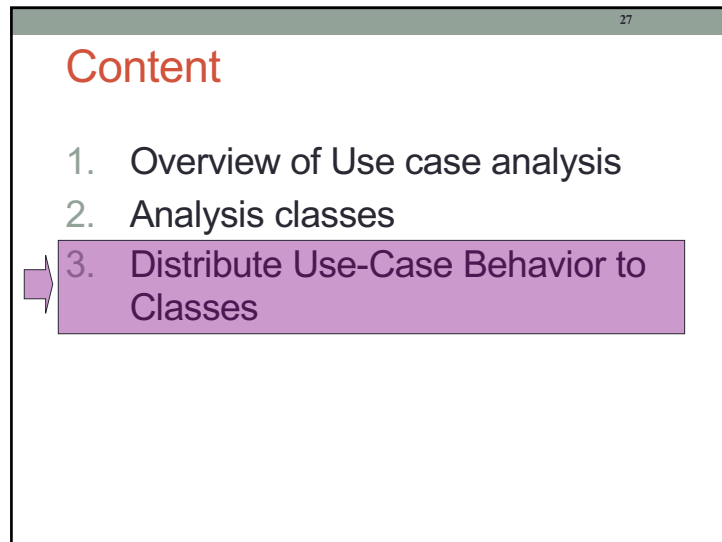 27
Content
1. Overview of Use case analysis
2. Analysis classes
3. Distribute Use-Case Behavior to
Classes